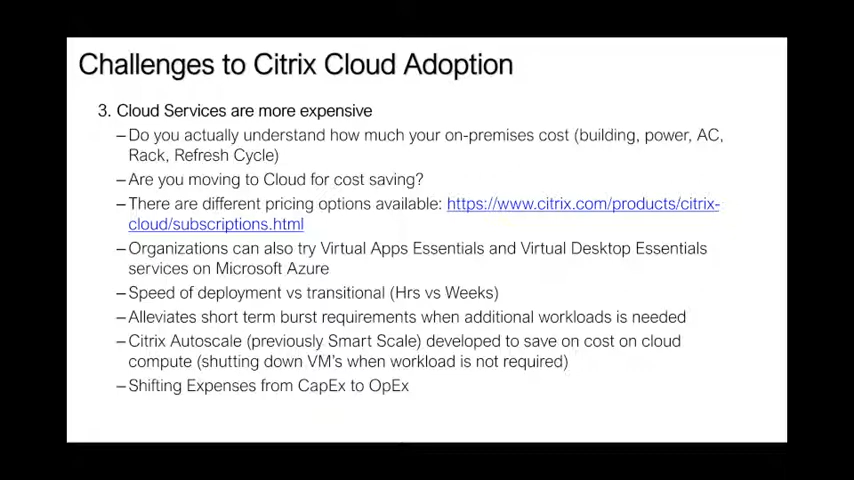 Challenges to Citrix Cloud Adoption
3. Cloud Services are more expensive
–Do you actually understand how much your on-premises cost (building, power, AC,
Rack, Refresh Cycle)
–Are you moving to Cloud for cost saving?
–There are different pricing options available: https://www.citrix.com/products/citrix-
cloud/subscriptions.html
–Organizations can also try Virtual Apps Essentials and Virtual Desktop Essentials
services on Microsoft Azure
–Speed of deployment vs transitional (Hrs vs Weeks)
–Alleviates short term burst requirements when additional workloads is needed
–Citrix Autoscale (previously Smart Scale) developed to save on cost on cloud
compute (shutting down VM's when workload is not required)
–Shifting Expenses from CapEx to OpEx